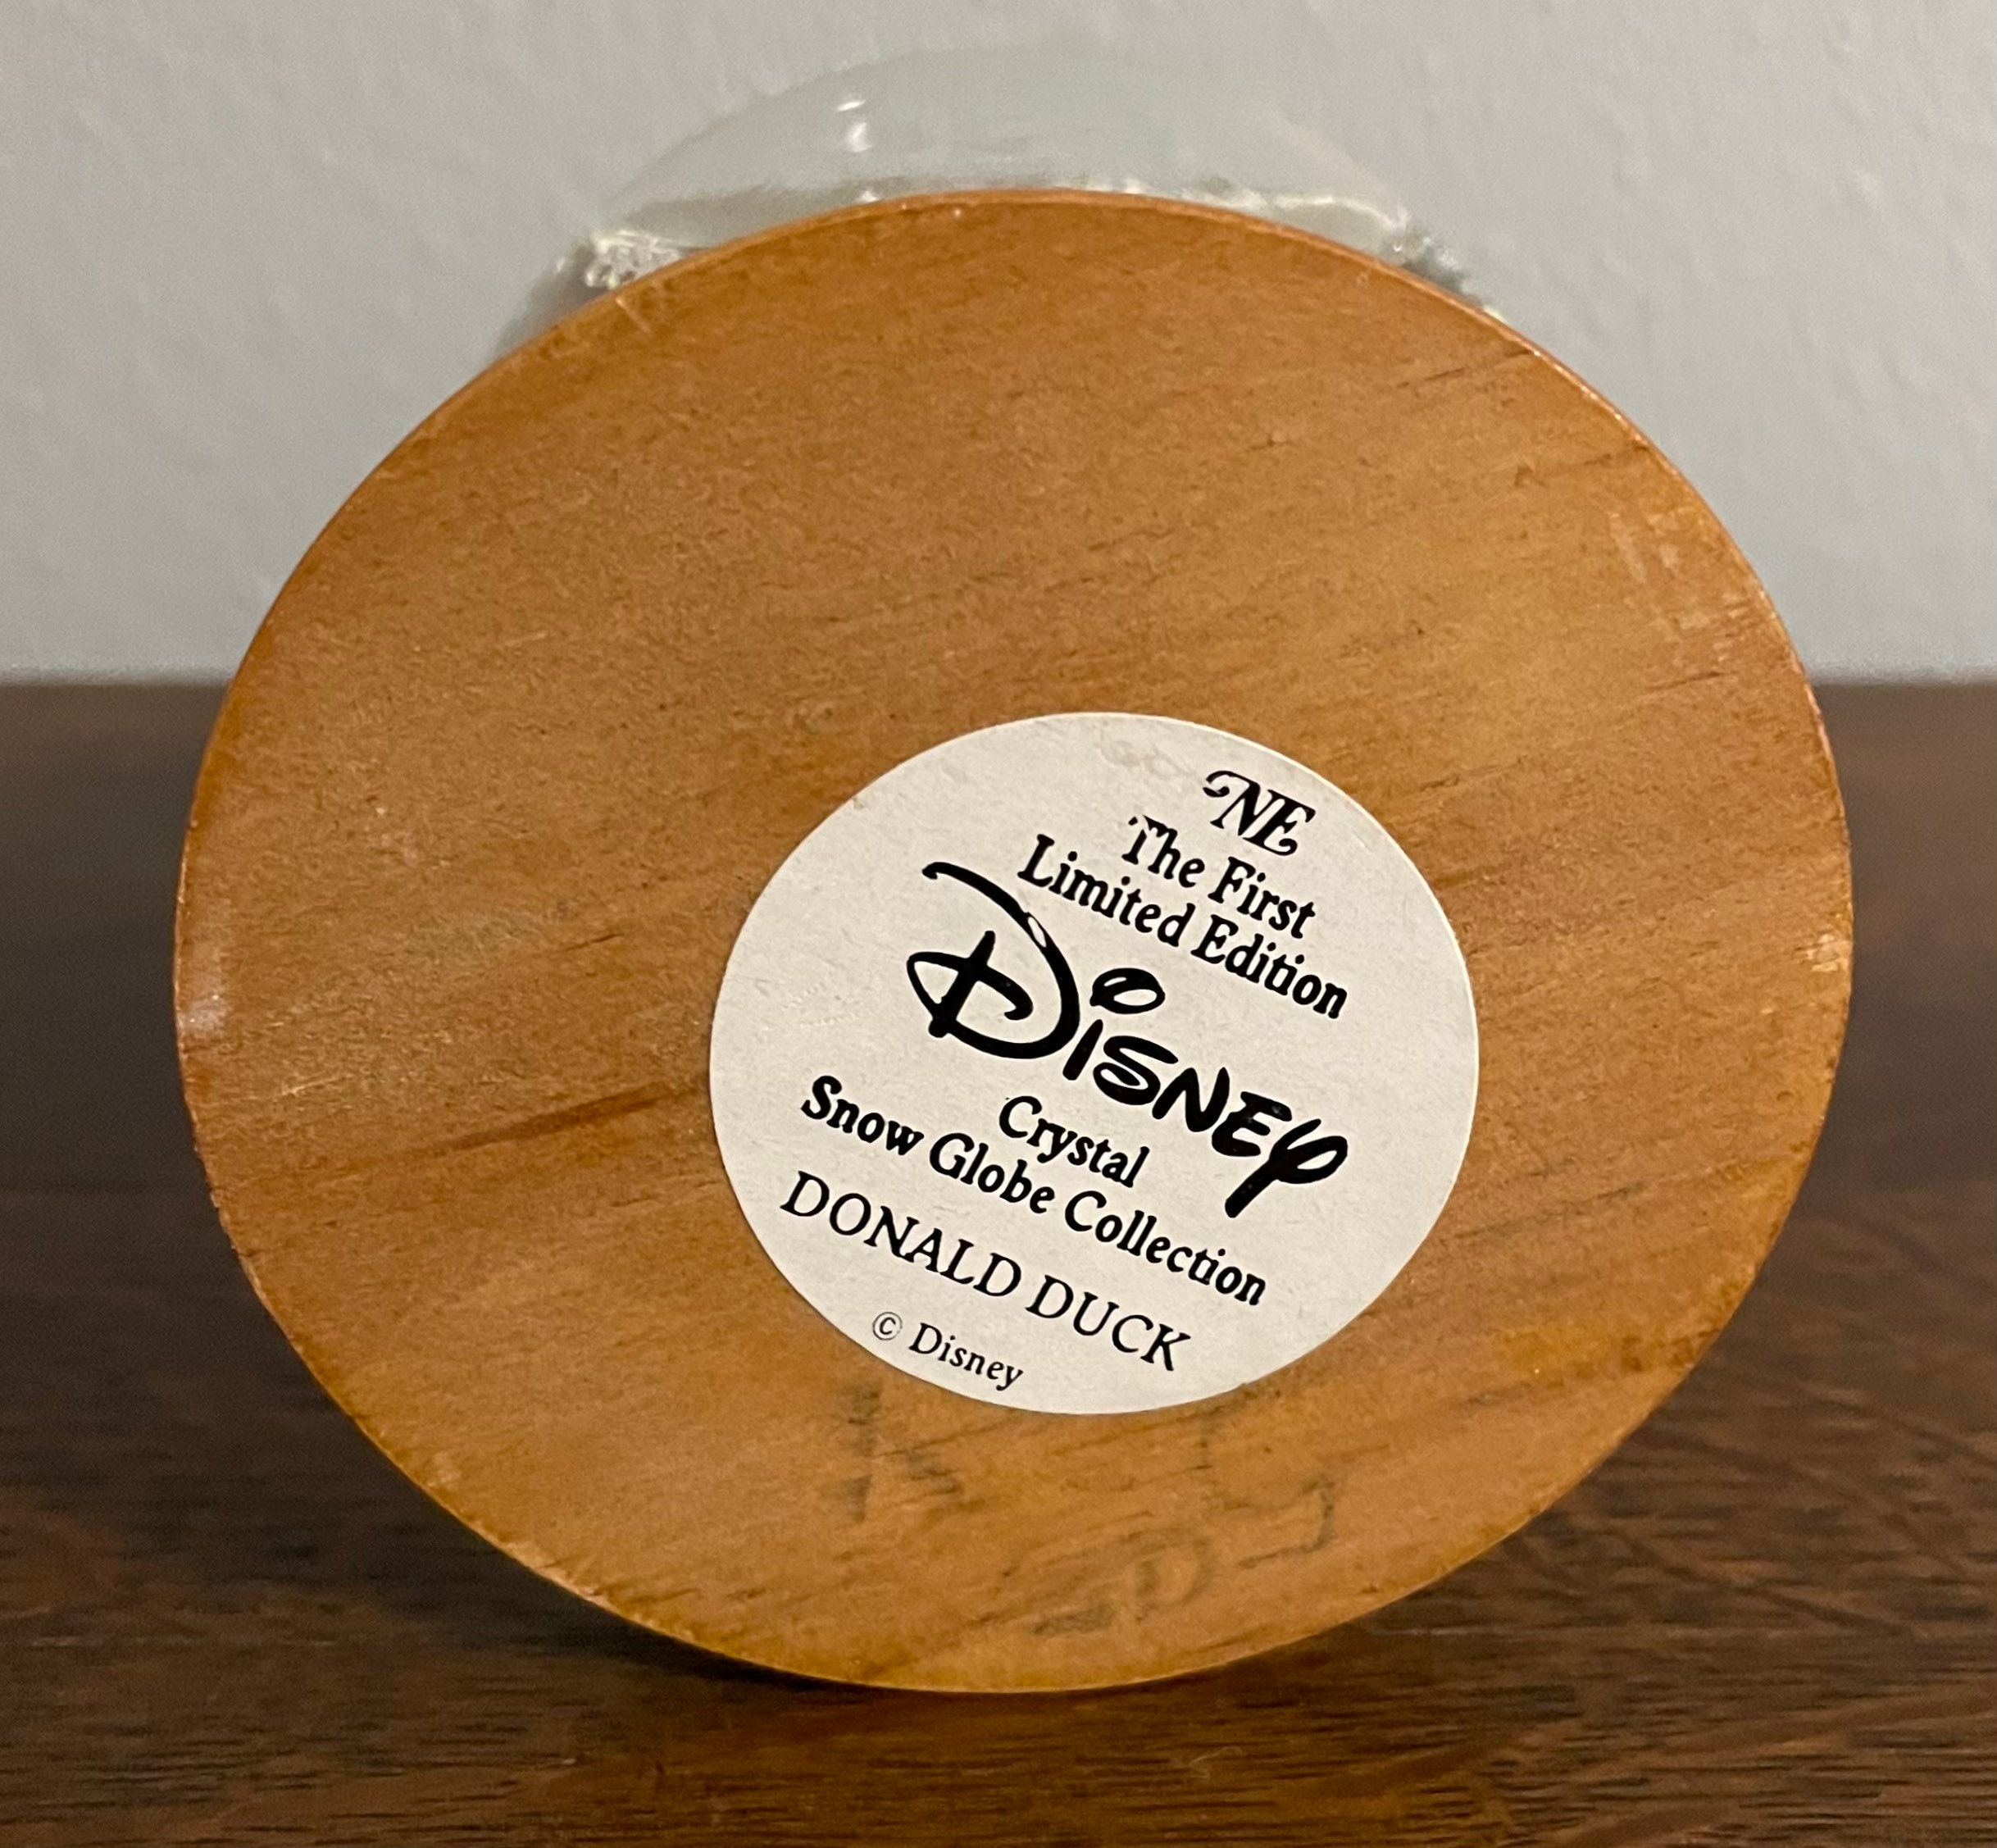 NE
The First
Limited Edition
Disney
Crystal
Snow Globe Collection
DONALD DUCK
© Disney